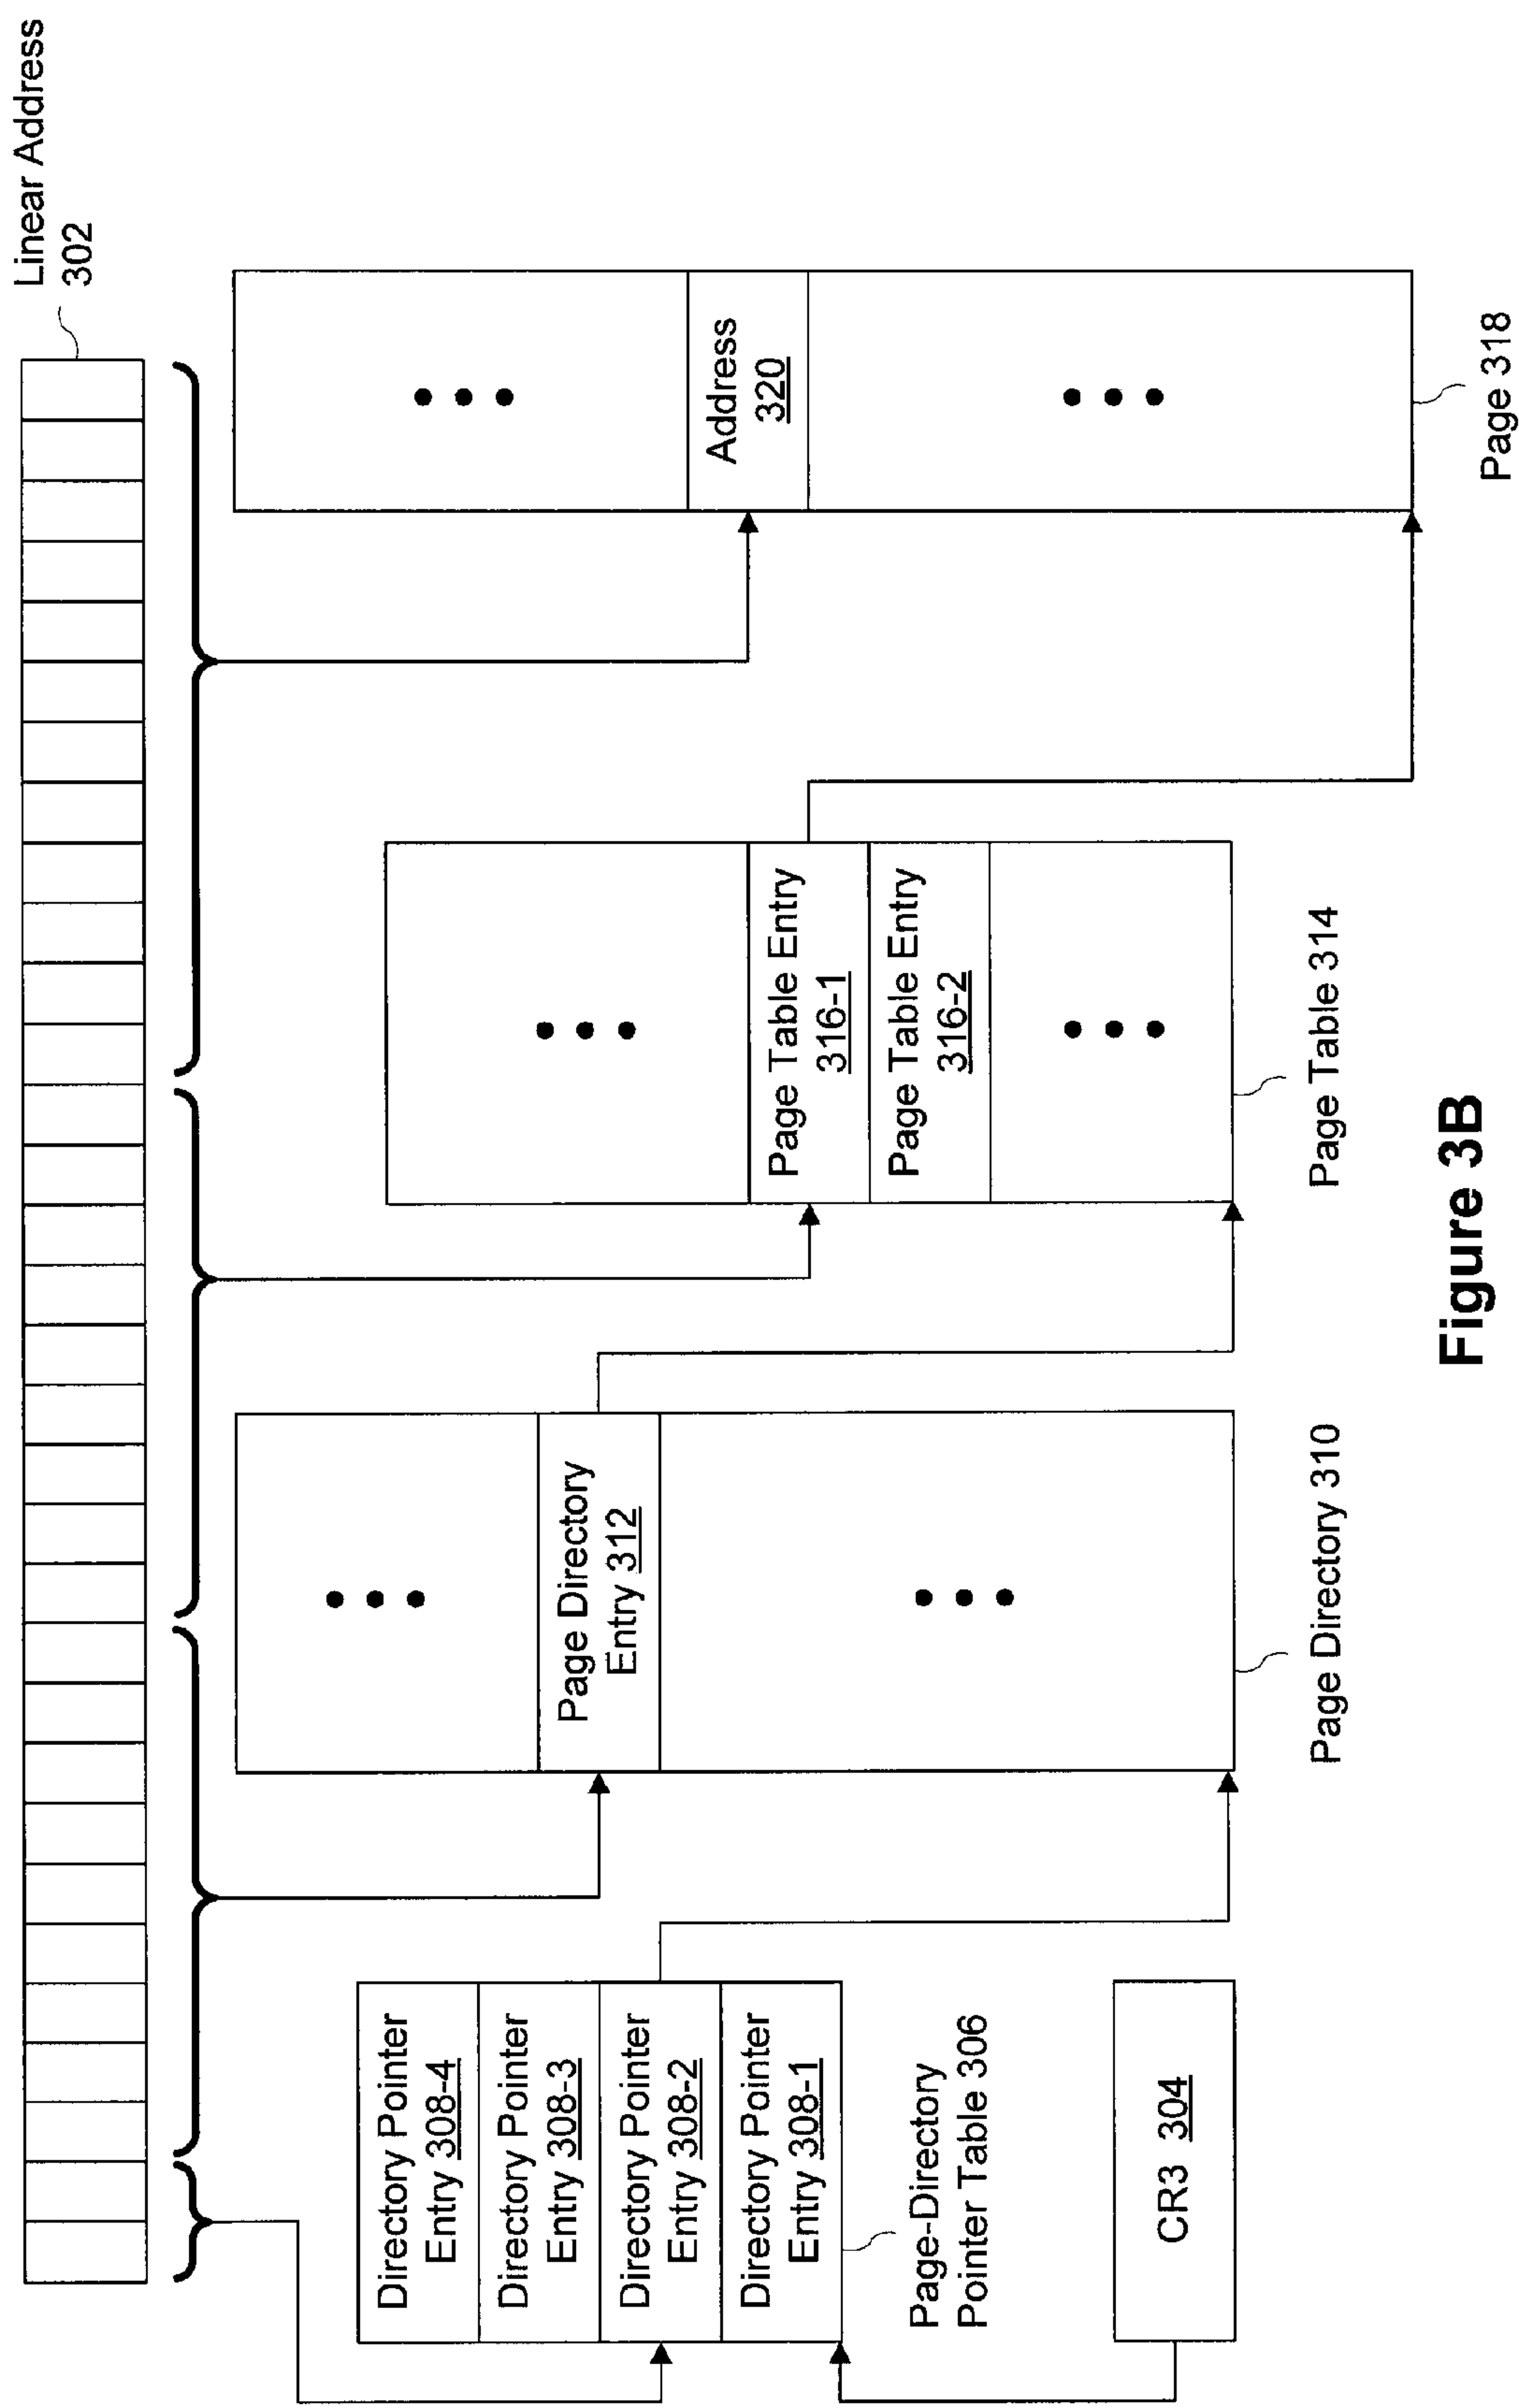 Linear Address
302
Directory Pointer
Entry 308-4
Directory Pointer
Entry 308-3
Directory Pointer
Entry 308-2
Directory Pointer
Entry 308-1
Page-Directory
Pointer Table 306
CR3 304
Page Directory
Entry 312
Page Directory 310
Page Table Entry
316-1
Page Table Entry
316-2
Page Table 314
Address
320
Page 318
Figure 3B